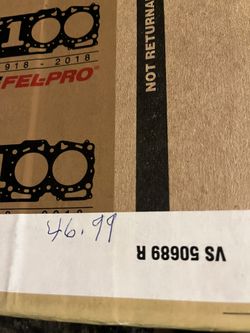 100
1918 - 2018
FEL-PRO
NOT RETURNA
46.99
VS 50689 R